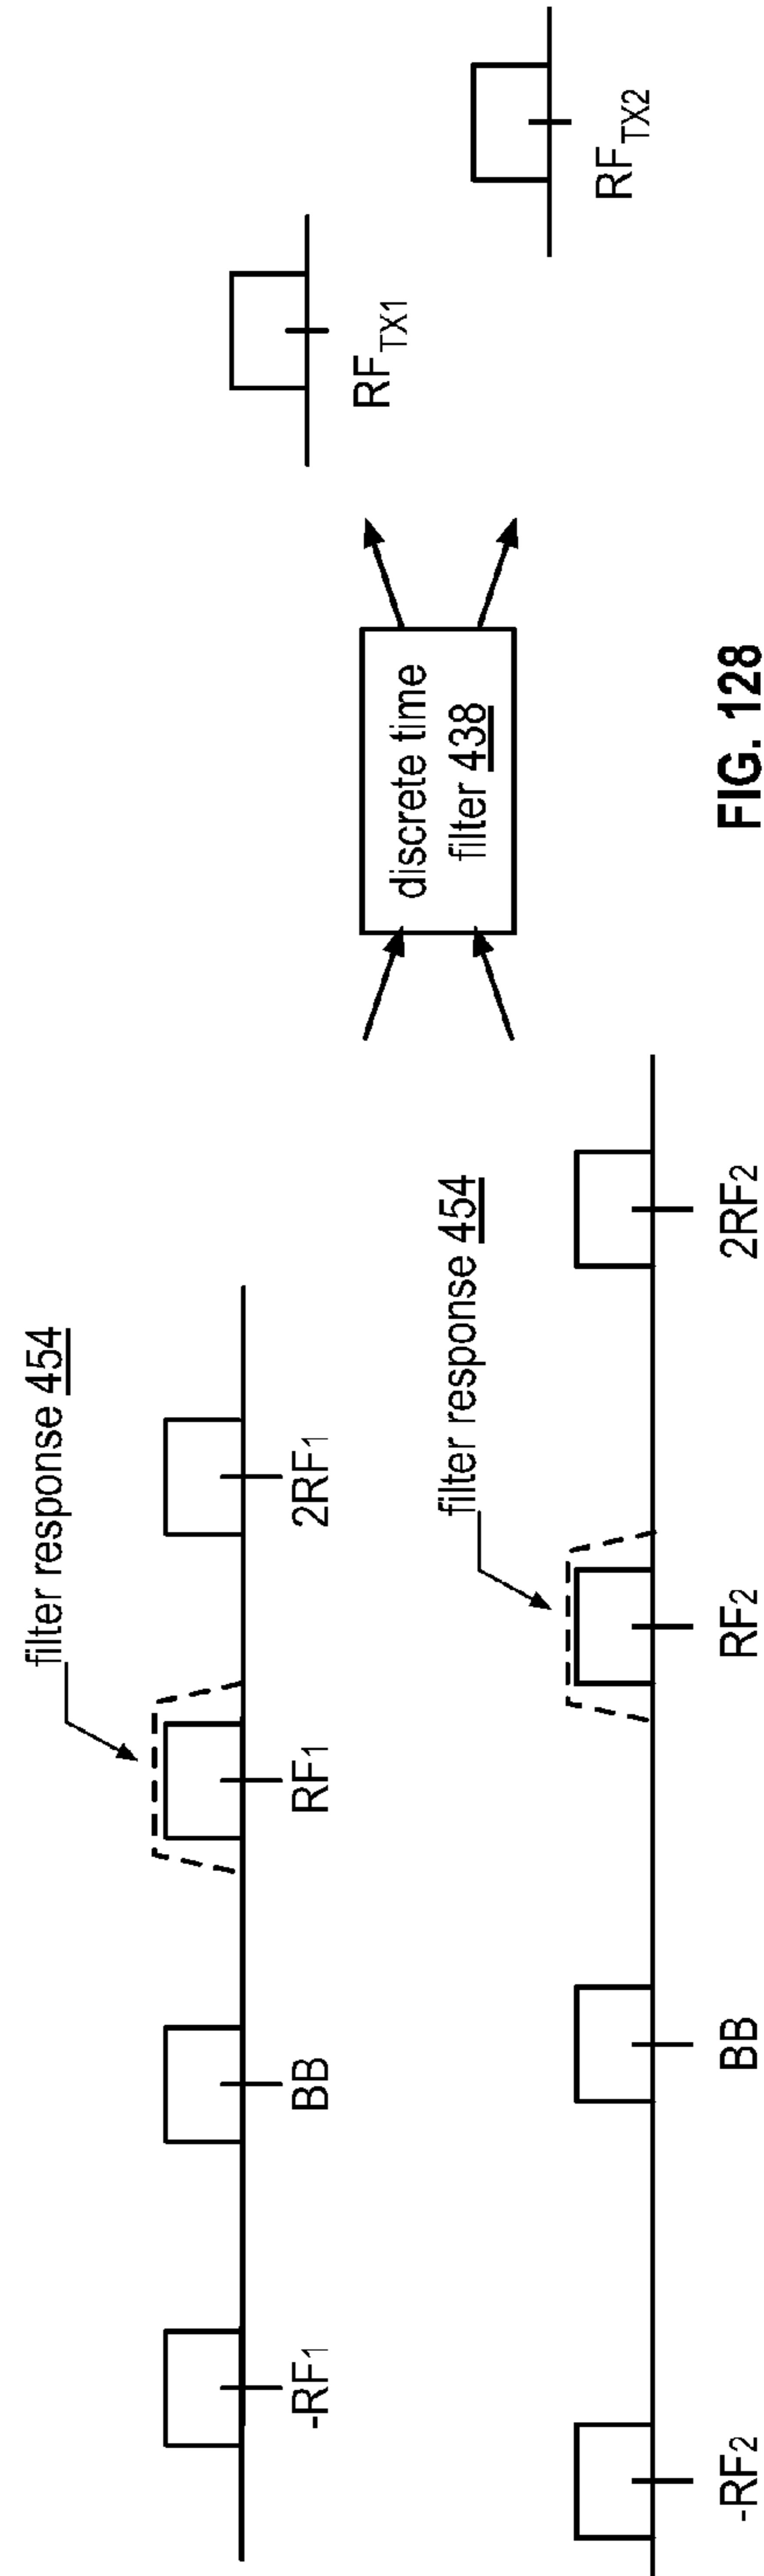 filter response 454
-RF1
BB
RF1
2RF1
filter response 454
-RF2
BB
RF2
2RF2
discrete time
filter 438
RFTX1
RFTX2
FIG. 128